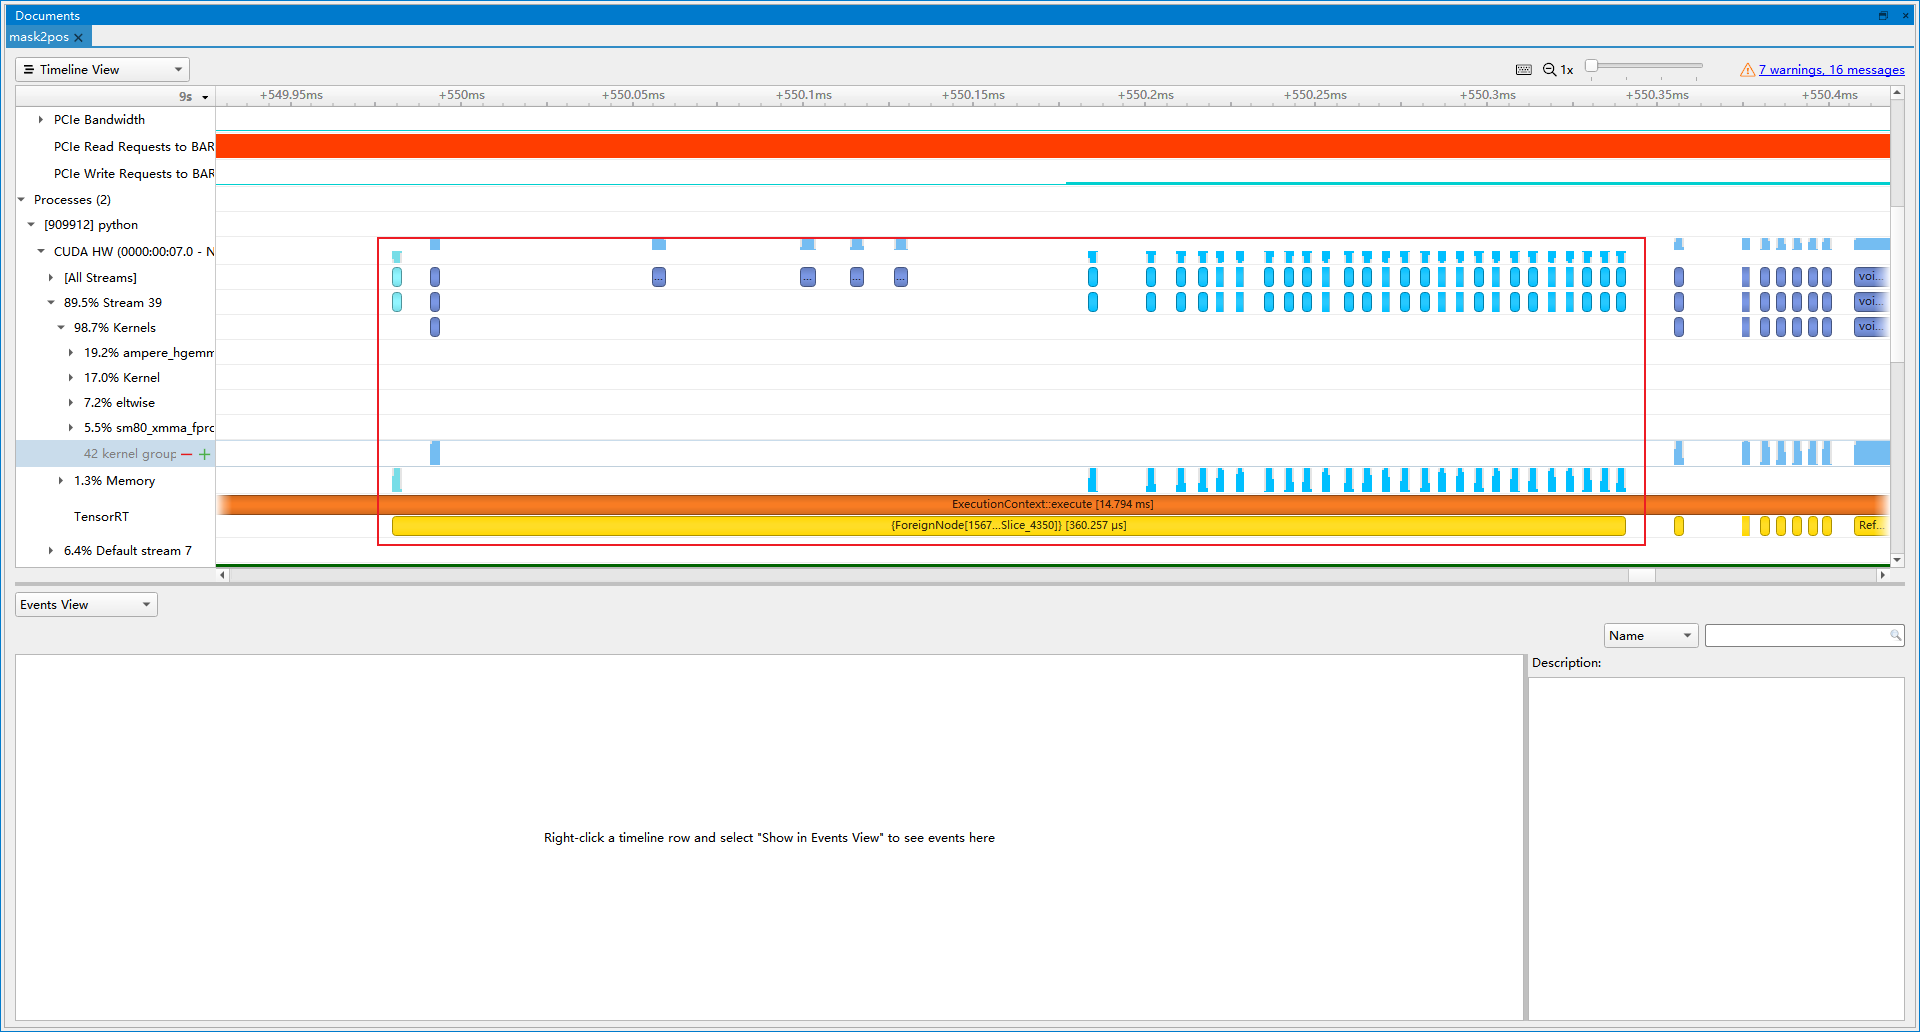 Documents
mask2pos
Timeline View
1x
7 warnings, 16 messages
9s
+549.95ms
+550ms
+550.05ms
+550.1ms
+550.15ms
+550.2ms
+550.25ms
+550.3ms
+550.35ms
+550.4ms
PCIe Bandwidth
PCIe Read Requests to BAR
PCIe Write Requests to BAR
Processes (2)
[909912] python
CUDA HW (0000:00:07.0 - N
[All Streams]
...
...
...
...
voi...
89.5% Stream 39
voi...
98.7% Kernels
voi...
19.2% ampere_hgemm
17.0% Kernel
7.2% eltwise
5.5% sm80_xmma_fprc
42 kernel group
1.3% Memory
TensorRT
ExecutionContext::execute [14.794 ms]
{ForeignNode[1567...Slice_4350]} [360.257 μs]
Ref...
6.4% Default stream 7
Events View
Name
Description:
Right-click a timeline row and select "Show in Events View" to see events here